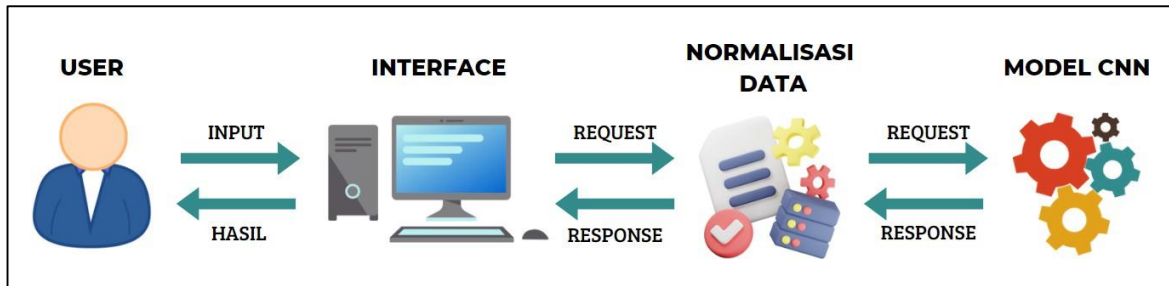 USER
INTERFACE
NORMALISASI
DATA
MODEL CNN
INPUT
REQUEST
REQUEST
HASIL
RESPONSE
RESPONSE